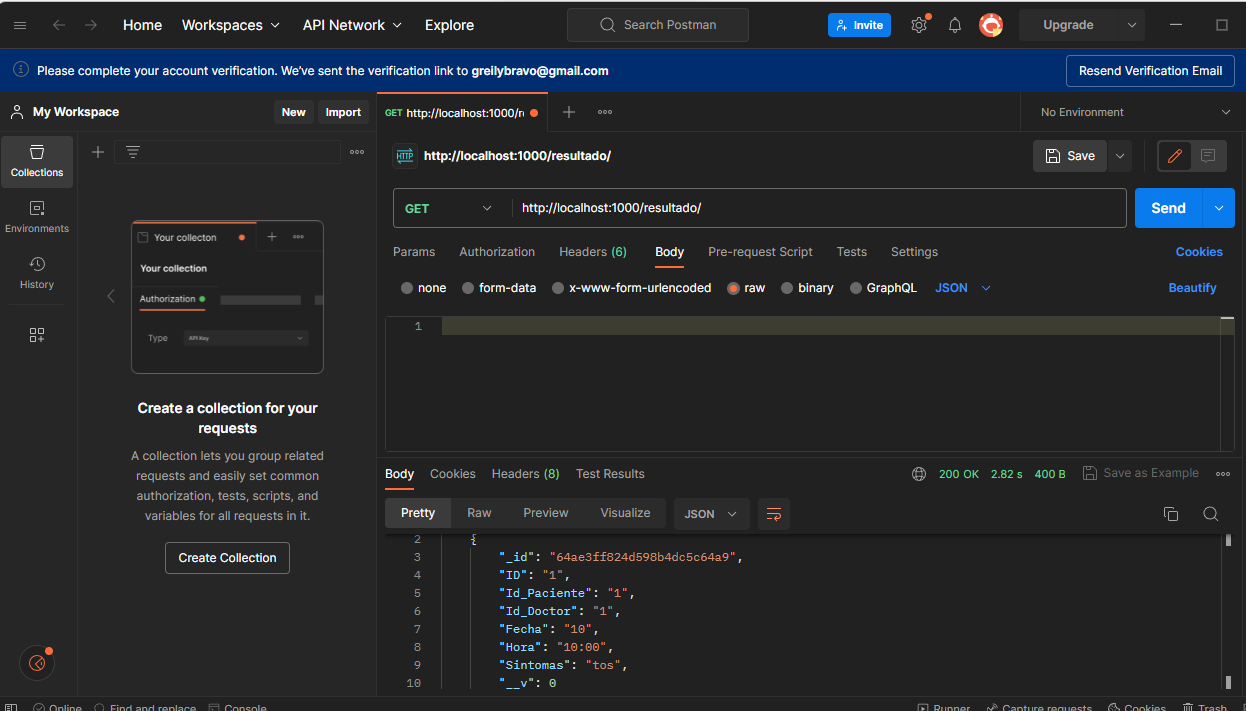 Home Workspaces API Network Explore Search Postman Invite Upgrade
Please complete your account verification. We've sent the verification link to greilybravo@gmail.com Resend Verification Email
My Workspace New Import GET http://localhost:1000/r No Environment
Collections
Environments
History
HTTP http://localhost:1000/resultado/ Save
GET http://localhost:1000/resultado/ Send
Params Authorization Headers (6) Body Pre-request Script Tests Settings Cookies
none form-data x-www-form-urlencoded raw binary GraphQL JSON Beautify
1
Your collecton
Your collection
Authorization
Type API Key
Create a collection for your
requests
A collection lets you group related
requests and easily set common
authorization, tests, scripts, and
variables for all requests in it.
Create Collection
Body Cookies Headers (8) Test Results 200 OK 2.82 s 400 B Save as Example
Pretty Raw Preview Visualize JSON
2 {
3 "_id": "64ae3ff824d598b4dc5c64a9",
4 "ID": "1",
5 "Id_Paciente": "1",
6 "Id_Doctor": "1",
7 "Fecha": "10",
8 "Hora": "10:00",
9 "Sintomas": "tos",
10 "__v": 0
Online Find and replace Console Runner Capture requests Cookies Trash